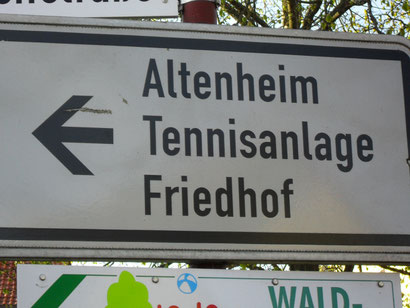 Altenheim
Tennisanlage
Friedhof
WALD-